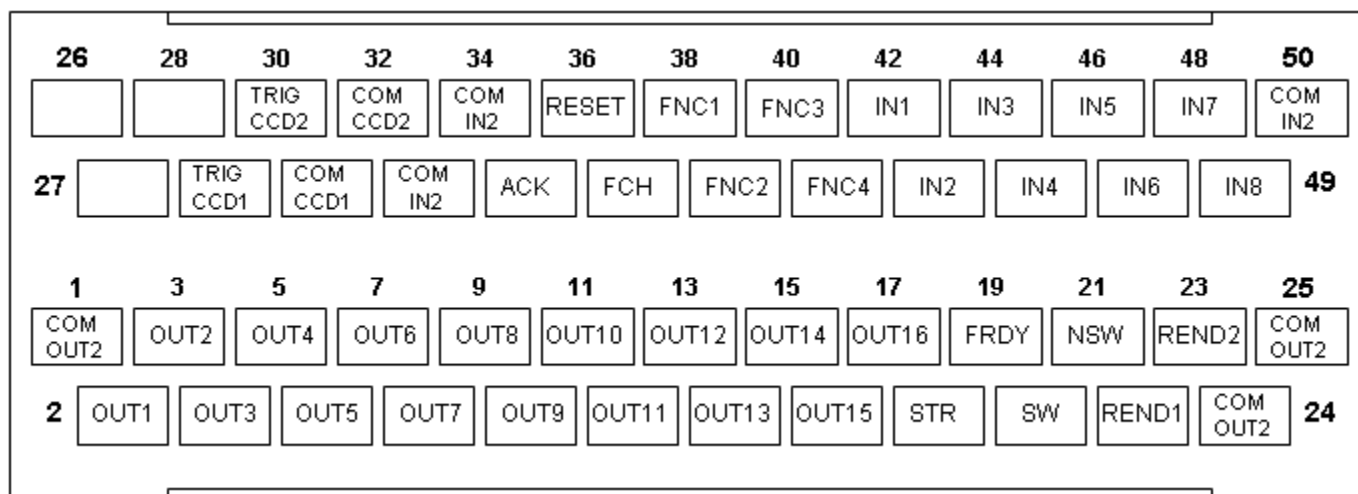 26 28 30 32 34 36 38 40 42 44 46 48 50
TRIG CCD2 COM CCD2 COM IN2 RESET FNC1 FNC3 IN1 IN3 IN5 IN7 COM IN2
27 TRIG CCD1 COM CCD1 COM IN2 ACK FCH FNC2 FNC4 IN2 IN4 IN6 IN8 49
1 3 5 7 9 11 13 15 17 19 21 23 25
COM OUT2 OUT2 OUT4 OUT6 OUT8 OUT10 OUT12 OUT14 OUT16 FRDY NSW REND2 COM OUT2
2 OUT1 OUT3 OUT5 OUT7 OUT9 OUT11 OUT13 OUT15 STR SW REND1 COM OUT2 24